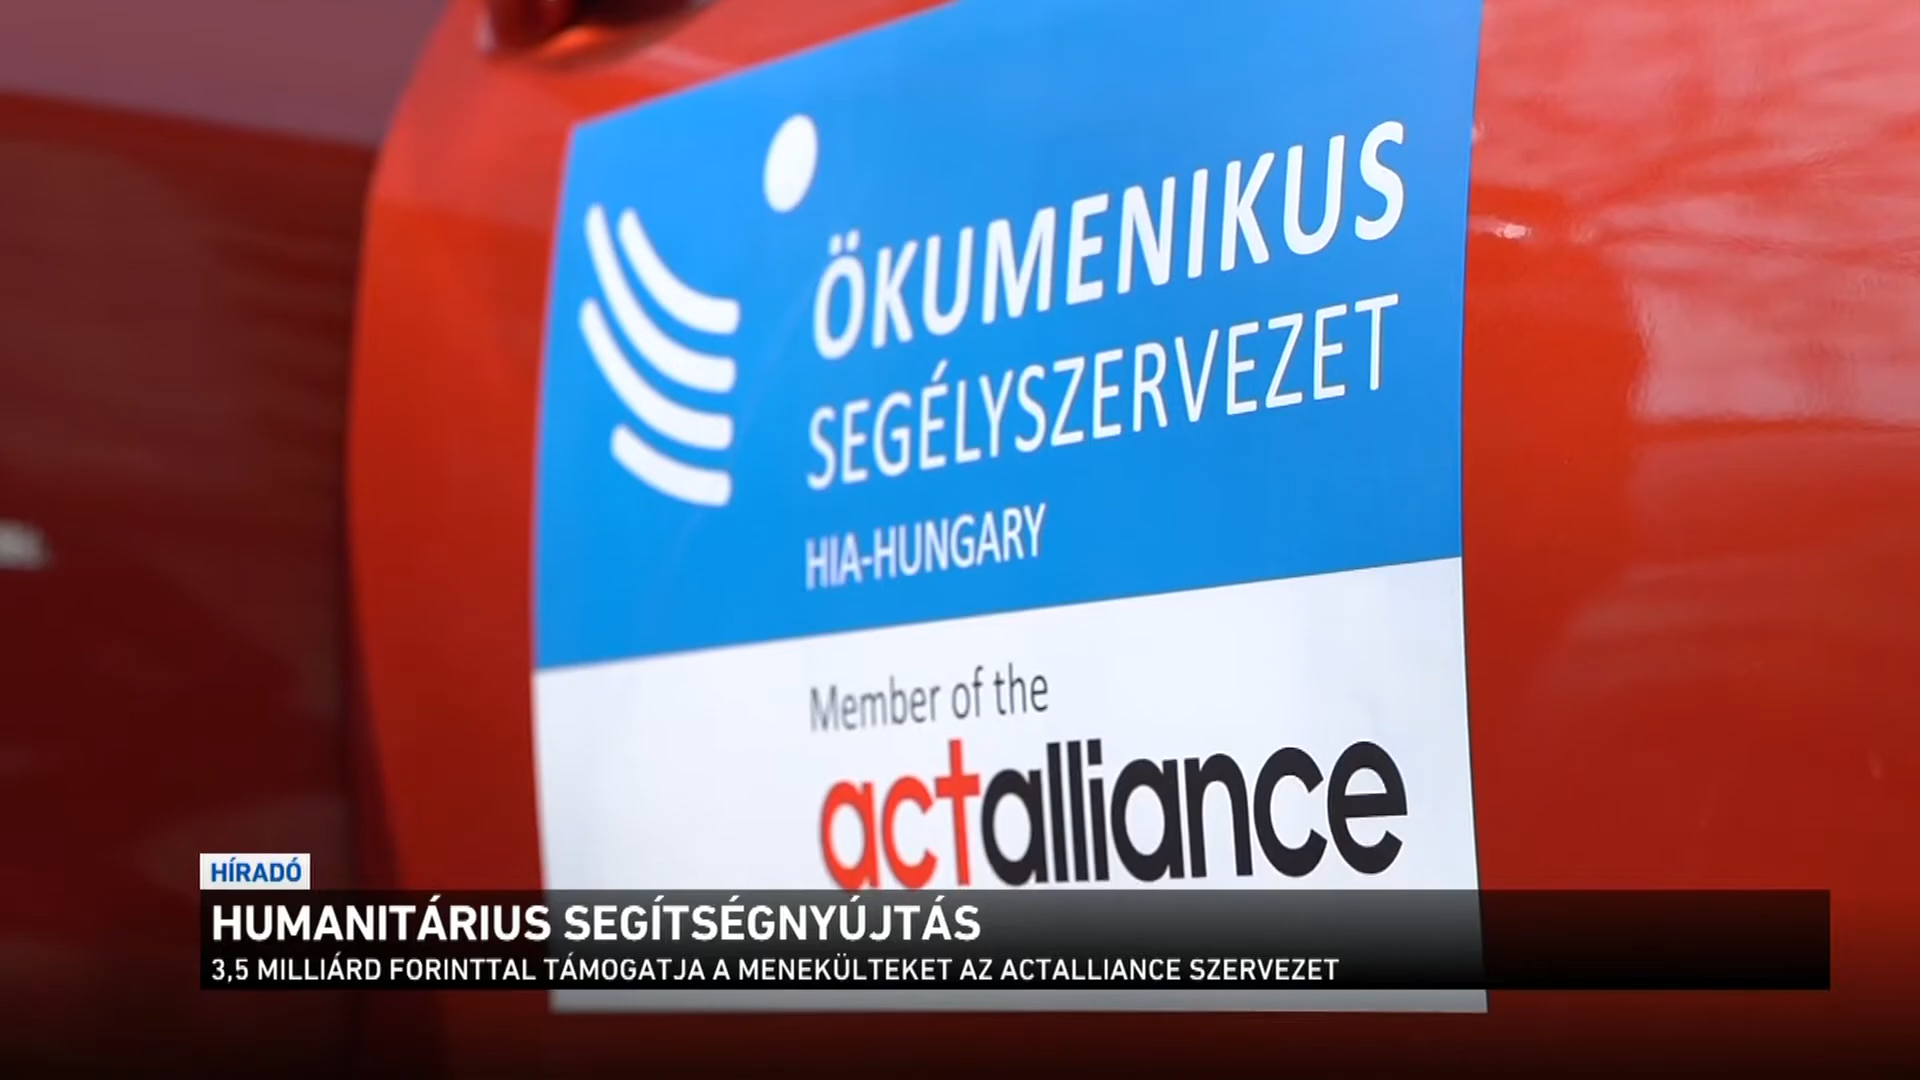 ÖKUMENIKUS
SEGÉLYSZERVEZET
HIA-HUNGARY
Member of the
actalliance
HÍRADÓ
HUMANITÁRIUS SEGÍTSÉGNYÚJTÁS
3,5 MILLIÁRD FORINTTAL TÁMOGATJA A MENEKÜLTEKET AZ ACTALLIANCE SZERVEZET